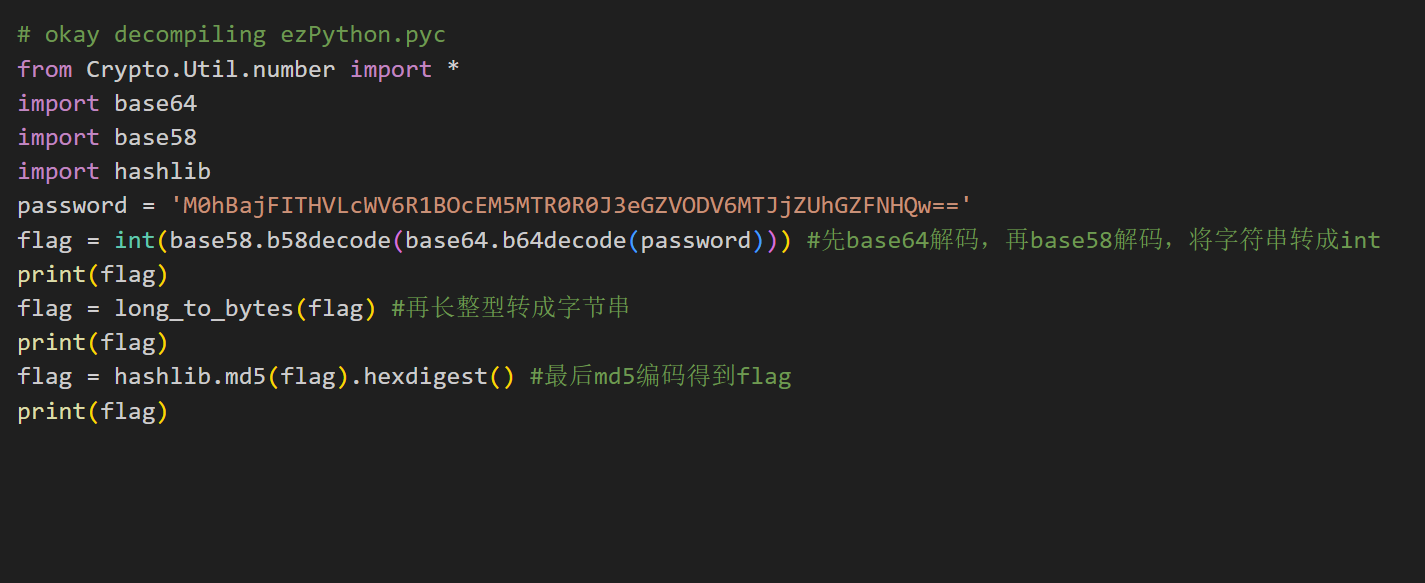 # okay decompiling ezPython.pyc
from Crypto.Util.number import *
import base64
import base58
import hashlib
password = 'M0hBajFITHVLcWV6R1BOcEM5MTR0R0J3eGZVODV6MTJjZUhGZFNHQw=='
flag = int(base58.b58decode(base64.b64decode(password))) #先base64解码，再base58解码，将字符串转成int
print(flag)
flag = long_to_bytes(flag) #再长整型转成字节串
print(flag)
flag = hashlib.md5(flag).hexdigest() #最后md5编码得到flag
print(flag)